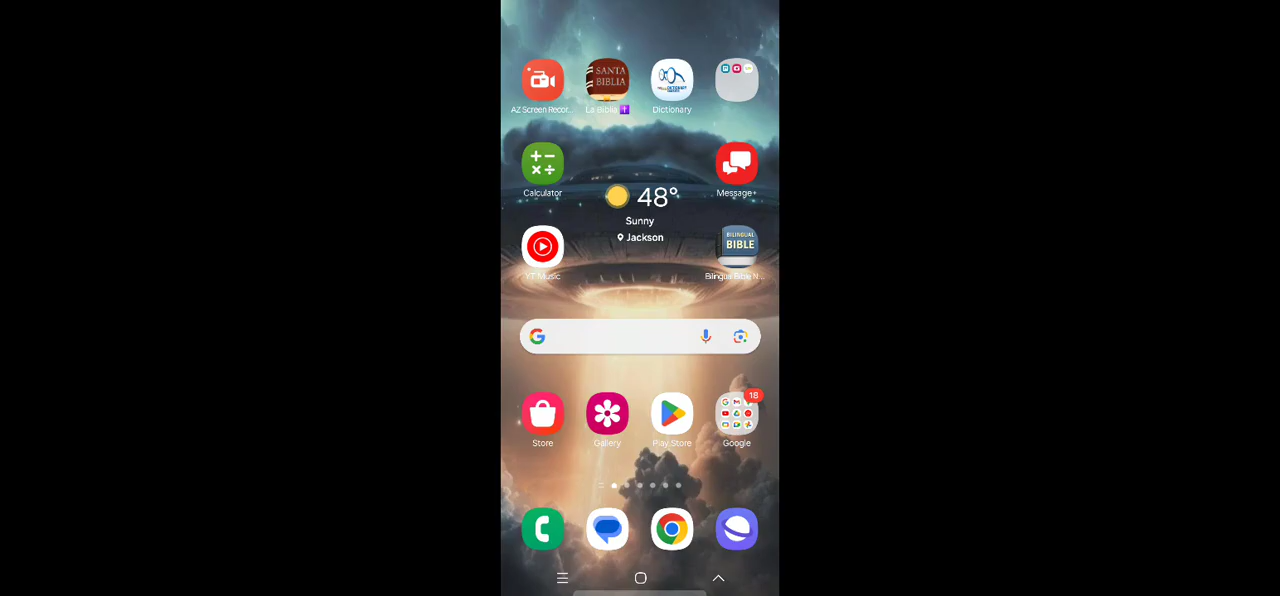 SANTA
BIBLIA
AZ Screen Recor...
La Biblia ✝️
Dictionary
Calculator
48°
Sunny
Jackson
Message+
BILINGUAL
BIBLE
YT Music
Bilingual Bible N...
Store
Gallery
Play Store
18
Google